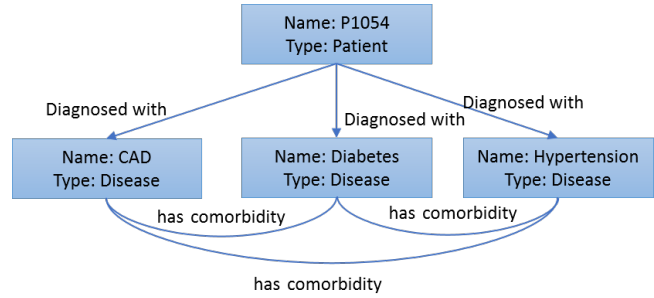 Name: P1054
Type: Patient
Diagnosed with
Diagnosed with
Diagnosed with
Name: CAD
Type: Disease
Name: Diabetes
Type: Disease
Name: Hypertension
Type: Disease
has comorbidity
has comorbidity
has comorbidity